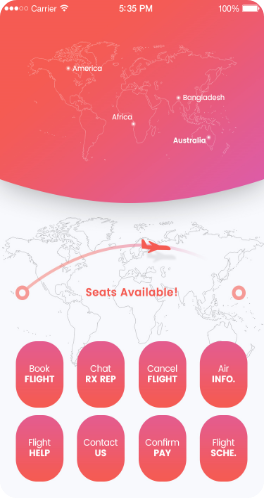 Carrier 5:35 PM 100%
America
Bangladesh
Africa
Australia
Seats Available!
Book Chat Cancel Air
FLIGHT RX REP FLIGHT INFO.
Flight Contact Confirm Flight
HELP US PAY SCHE.